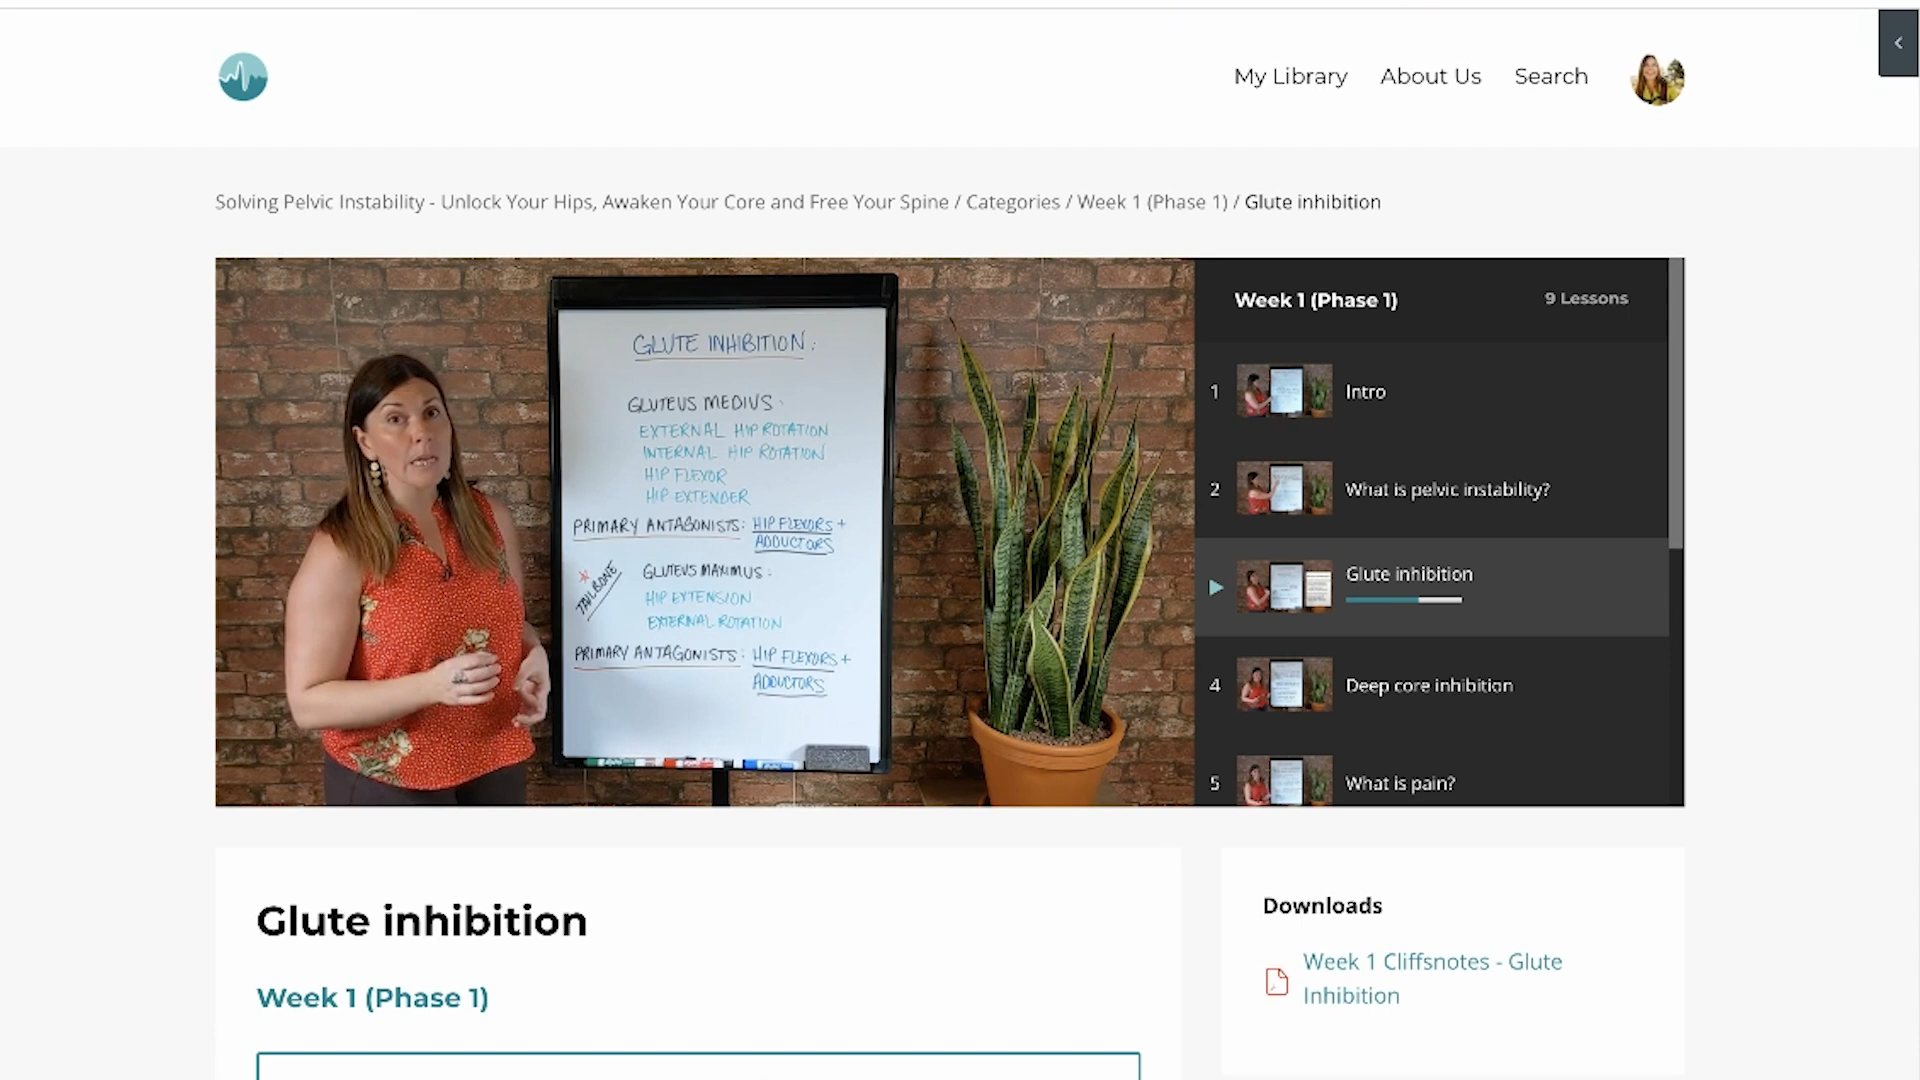 My Library
About Us
Search
Solving Pelvic Instability - Unlock Your Hips, Awaken Your Core and Free Your Spine / Categories / Week 1 (Phase 1) / Glute inhibition
GLUTE INHIBITION:
GLUTEUS MEDIUS:
EXTERNAL HIP ROTATION
INTERNAL HIP ROTATION
HIP FLEXOR
HIP EXTENDER
PRIMARY ANTAGONISTS: HIP FLEXORS +
ADDUCTORS
TAILBONE
GLUTEUS MAXIMUS:
HIP EXTENSION
EXTERNAL ROTATION
PRIMARY ANTAGONISTS: HIP FLEXORS +
ADDUCTORS
Week 1 (Phase 1)
9 Lessons
1 Intro
2 What is pelvic instability?
Glute inhibition
4 Deep core inhibition
5 What is pain?
Glute inhibition
Week 1 (Phase 1)
Downloads
Week 1 Cliffsnotes - Glute
Inhibition